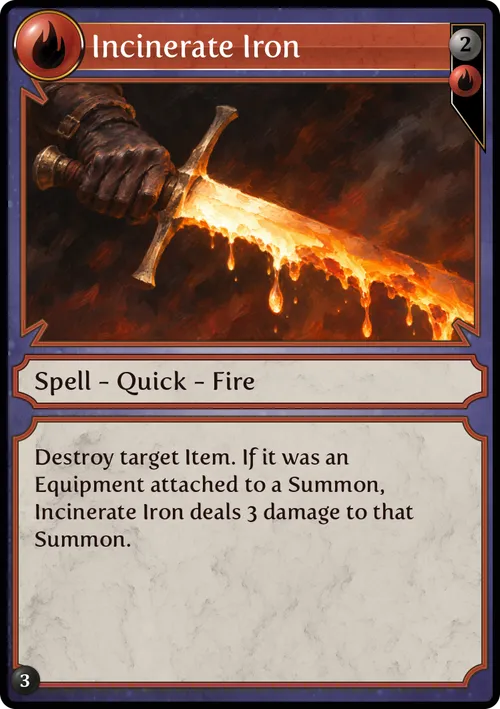 Incinerate Iron
2
Spell - Quick - Fire
Destroy target Item. If it was an
Equipment attached to a Summon,
Incinerate Iron deals 3 damage to that
Summon.
3